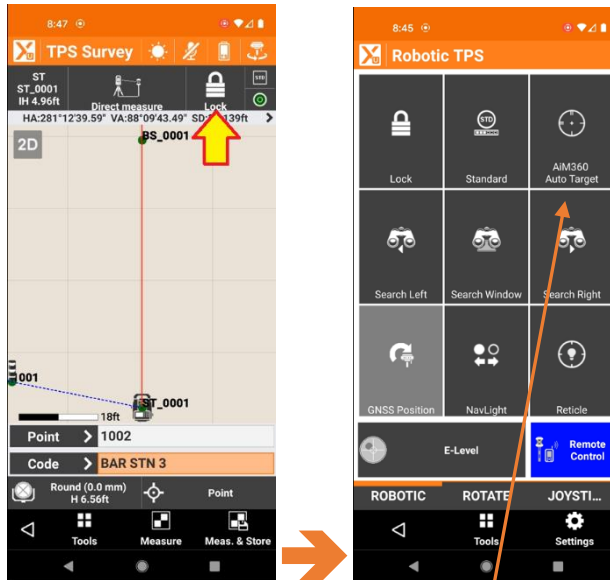 8:47
TPS Survey
ST
ST_0001
IH 4.96ft
Direct measure
Lock
STD
HA:281°12'39.59" VA:88°09'43.49" SD: 139ft
2D
BS_0001
001
ST_0001
18ft
Point
1002
Code
BAR STN 3
Round (0.0 mm)
H 6.56ft
Point
Tools
Measure
Meas. & Store
8:45
Robotic TPS
Lock
STD
Standard
AiM360
Auto Target
Search Left
Search Window
Search Right
GNSS Position
NavLight
Reticle
E-Level
Remote
Control
ROBOTIC
ROTATE
JOYSTI...
Tools
Settings